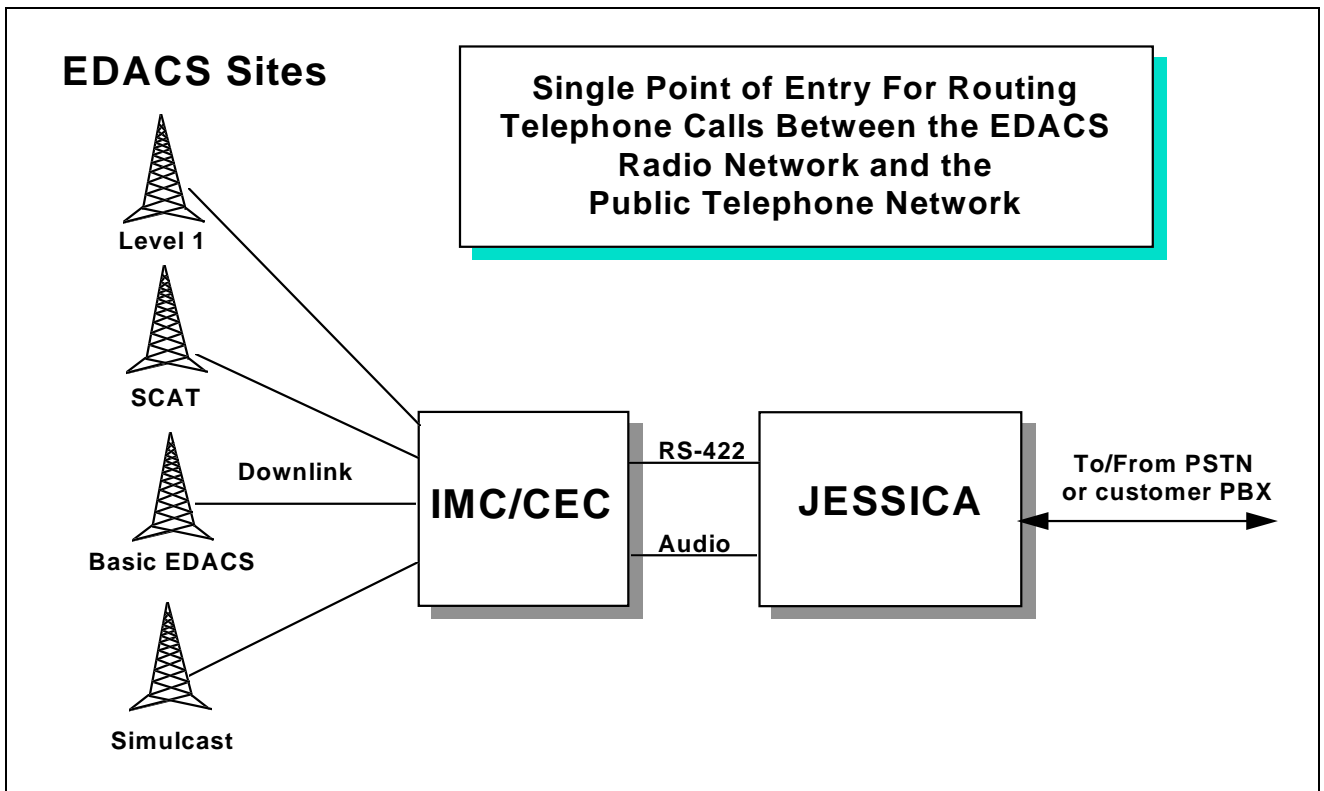 EDACS Sites
Single Point of Entry For Routing
Telephone Calls Between the EDACS
Radio Network and the
Public Telephone Network
Level 1
SCAT
Downlink
Basic EDACS
Simulcast
IMC/CEC
RS-422
Audio
JESSICA
To/From PSTN
or customer PBX